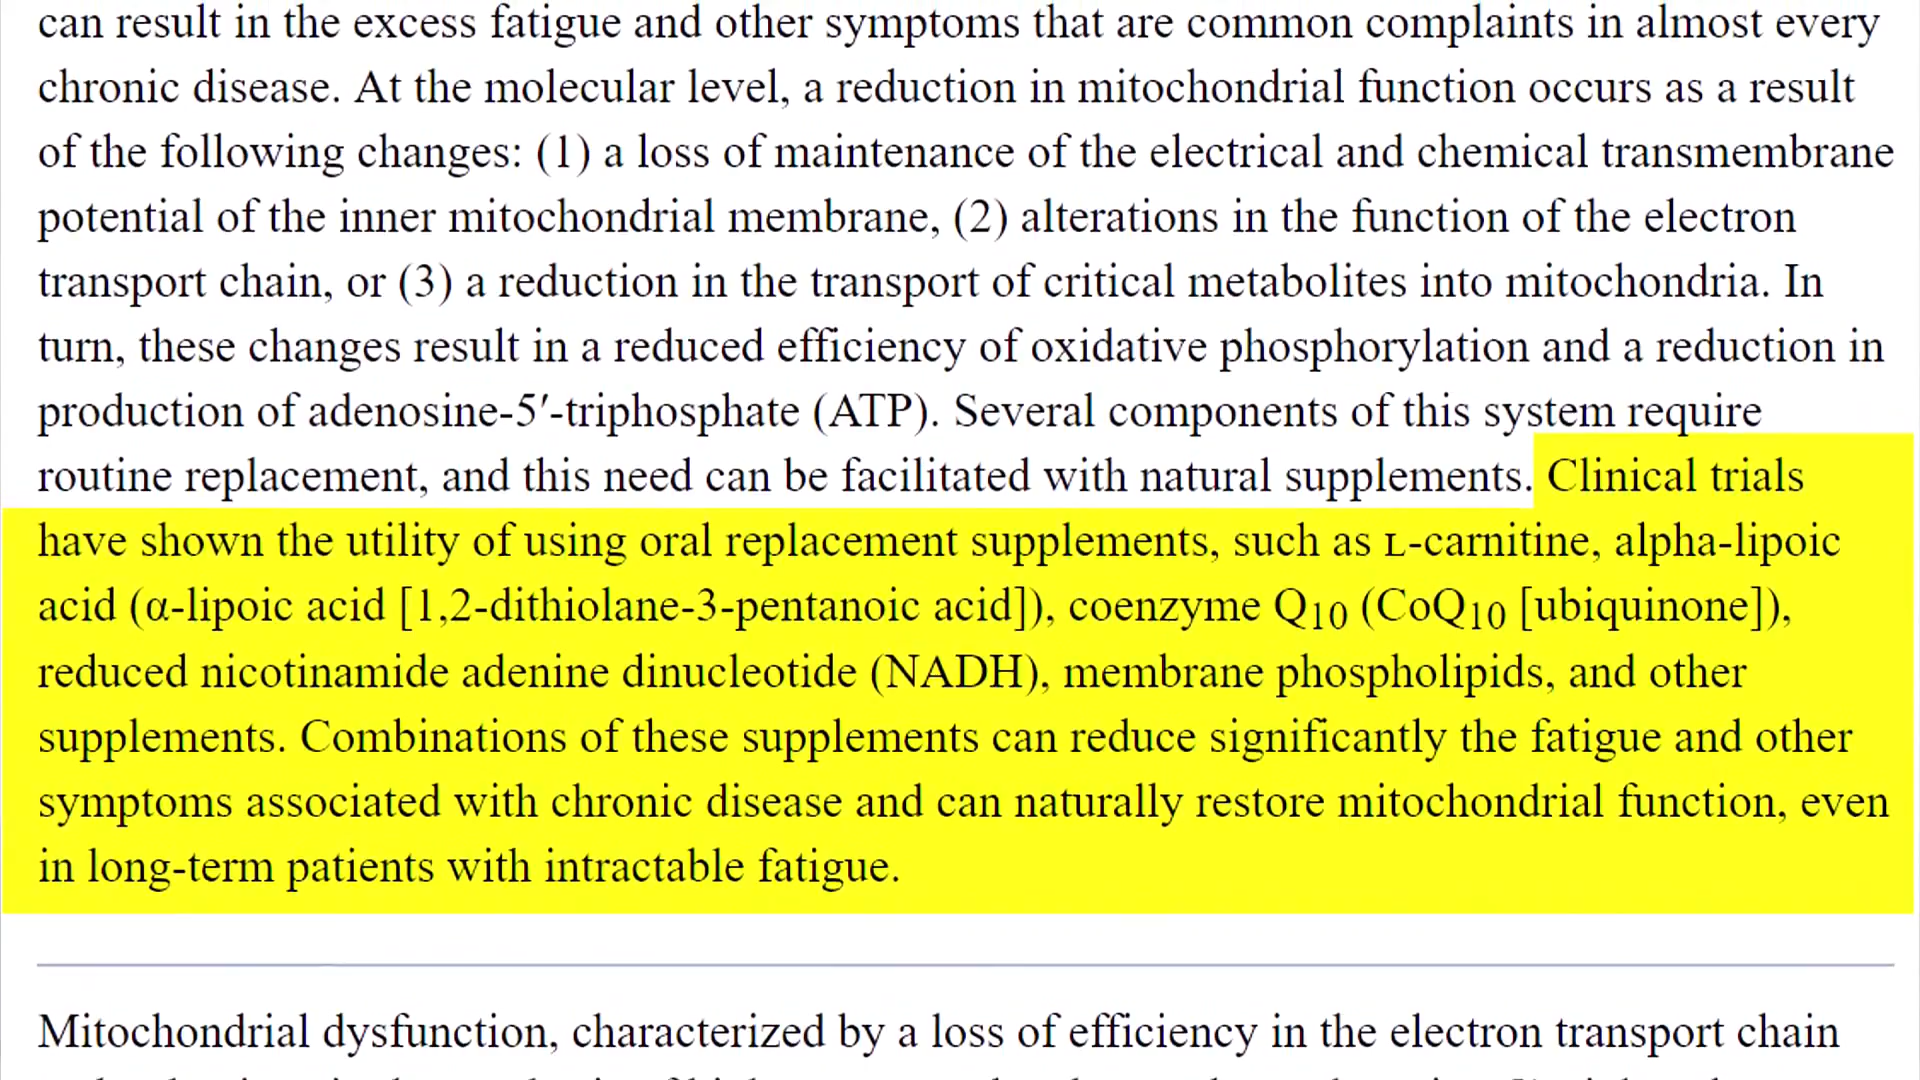 can result in the excess fatigue and other symptoms that are common complaints in almost every
chronic disease. At the molecular level, a reduction in mitochondrial function occurs as a result
of the following changes: (1) a loss of maintenance of the electrical and chemical transmembrane
potential of the inner mitochondrial membrane, (2) alterations in the function of the electron
transport chain, or (3) a reduction in the transport of critical metabolites into mitochondria. In
turn, these changes result in a reduced efficiency of oxidative phosphorylation and a reduction in
production of adenosine-5′-triphosphate (ATP). Several components of this system require
routine replacement, and this need can be facilitated with natural supplements. Clinical trials
have shown the utility of using oral replacement supplements, such as ʟ-carnitine, alpha-lipoic
acid (α-lipoic acid [1,2-dithiolane-3-pentanoic acid]), coenzyme Q₁₀ (CoQ₁₀ [ubiquinone]),
reduced nicotinamide adenine dinucleotide (NADH), membrane phospholipids, and other
supplements. Combinations of these supplements can reduce significantly the fatigue and other
symptoms associated with chronic disease and can naturally restore mitochondrial function, even
in long-term patients with intractable fatigue.
Mitochondrial dysfunction, characterized by a loss of efficiency in the electron transport chain